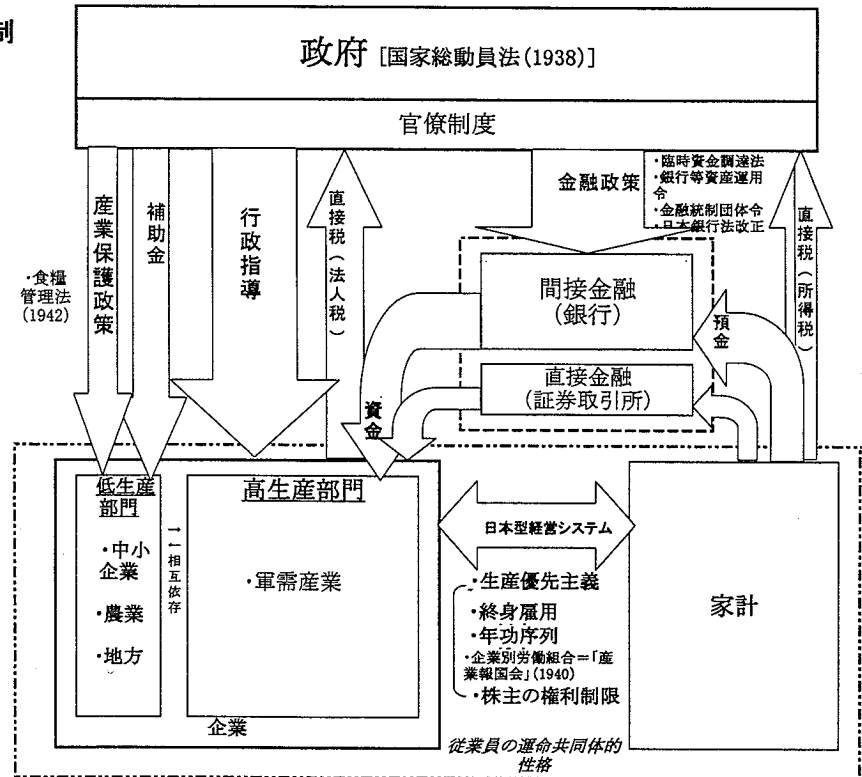 制
政府 [国家総動員法(1938)]
官僚制度
産業保護政策
補助金
行政指導
直接税(法人税)
金融政策
・臨時資金調達法
・銀行等資産運用
令
・金融統制団体令
・日本銀行法改正
直接税(所得税)
・食糧
管理法
(1942)
間接金融
(銀行)
預金
直接金融
(証券取引所)
資金
低生産
部門
・中小
企業
・農業
・地方
→←相互依存
高生産部門
・軍需産業
企業
日本型経営システム
・生産優先主義
・終身雇用
・年功序列
・企業別労働組合=「産
業報国会」(1940)
・株主の権利制限
家計
従業員の運命共同体的
性格